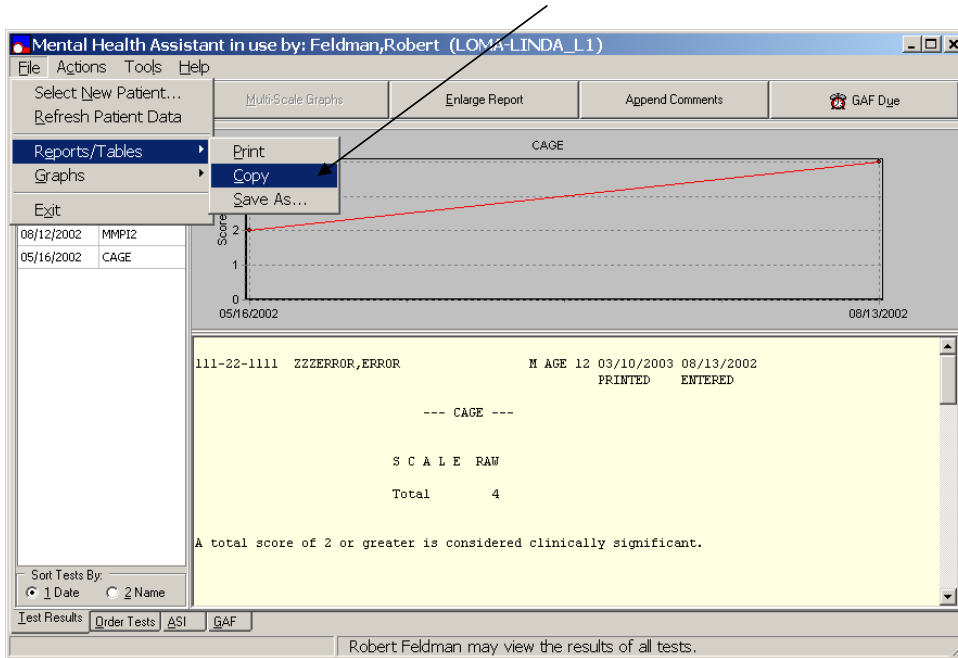 Mental Health Assistant in use by: Feldman,Robert (LOMA-LINDA_L1)
File Actions Tools Help
Select New Patient...
Refresh Patient Data
Reports/Tables
Graphs
Exit
Print
Copy
Save As...
Multi-Scale Graphs
Enlarge Report
Append Comments
GAF Due
CAGE
Score
2
1
0
05/16/2002
08/13/2002
08/12/2002 MMPI2
05/16/2002 CAGE
111-22-1111 ZZZERROR,ERROR M AGE 12 03/10/2003 08/13/2002
PRINTED ENTERED
--- CAGE ---
S C A L E RAW
Total 4
A total score of 2 or greater is considered clinically significant.
Sort Tests By:
1 Date 2 Name
Test Results Order Tests ASI GAF
Robert Feldman may view the results of all tests.